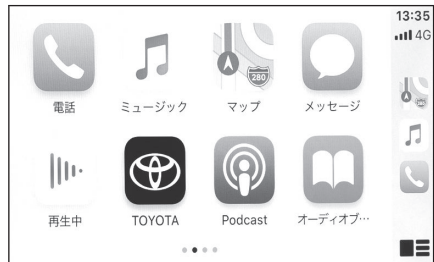 13:35
4G
280
電話
ミュージック
マップ
メッセージ
再生中
TOYOTA
Podcast
オーディオブ…